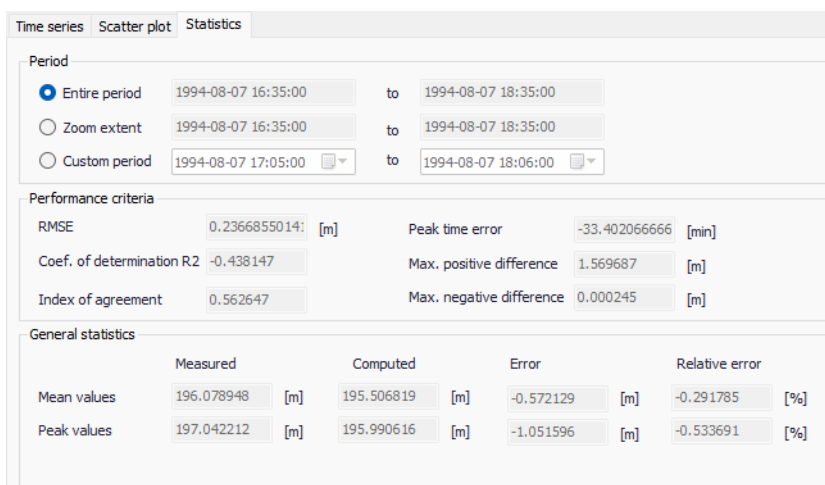 Time series Scatter plot Statistics
Period
Entire period 1994-08-07 16:35:00 to 1994-08-07 18:35:00
Zoom extent 1994-08-07 16:35:00 to 1994-08-07 18:35:00
Custom period 1994-08-07 17:05:00 to 1994-08-07 18:06:00
Performance criteria
RMSE 0.2366855014 [m] Peak time error -33.402066666 [min]
Coef. of determination R2 -0.438147 Max. positive difference 1.569687 [m]
Index of agreement 0.562647 Max. negative difference 0.000245 [m]
General statistics
Measured Computed Error Relative error
Mean values 196.078948 [m] 195.506819 [m] -0.572129 [m] -0.291785 [%]
Peak values 197.042212 [m] 195.990616 [m] -1.051596 [m] -0.533691 [%]